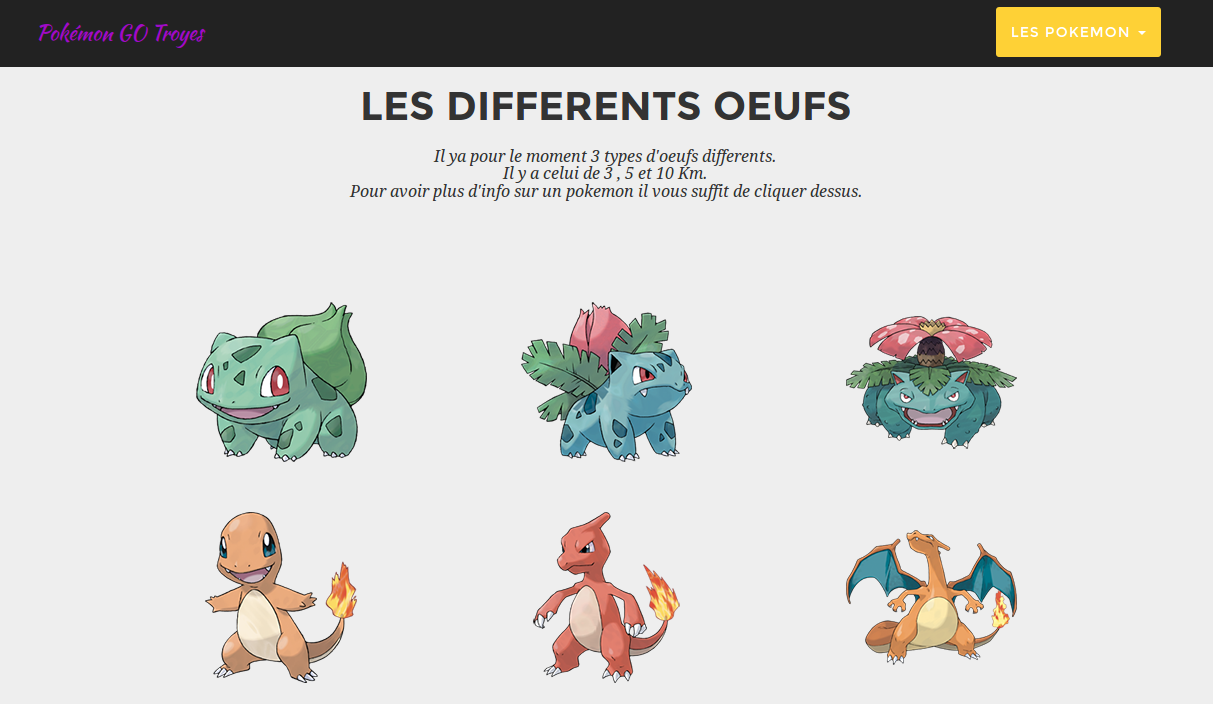 Pokémon GO Troyes
LES POKEMON
LES DIFFERENTS OEUFS
Il ya pour le moment 3 types d'oeufs differents.
Il y a celui de 3 , 5 et 10 Km.
Pour avoir plus d'info sur un pokemon il vous suffit de cliquer dessus.